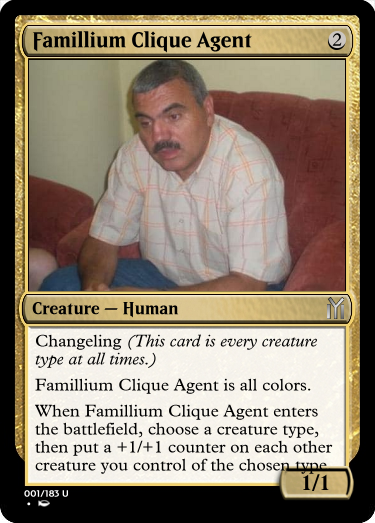 Famillium Clique Agent 2
Creature — Human
Changeling (This card is every creature
type at all times.)
Famillium Clique Agent is all colors.
When Famillium Clique Agent enters
the battlefield, choose a creature type,
then put a +1/+1 counter on each other
creature you control of the chosen type
1/1
001/183 U